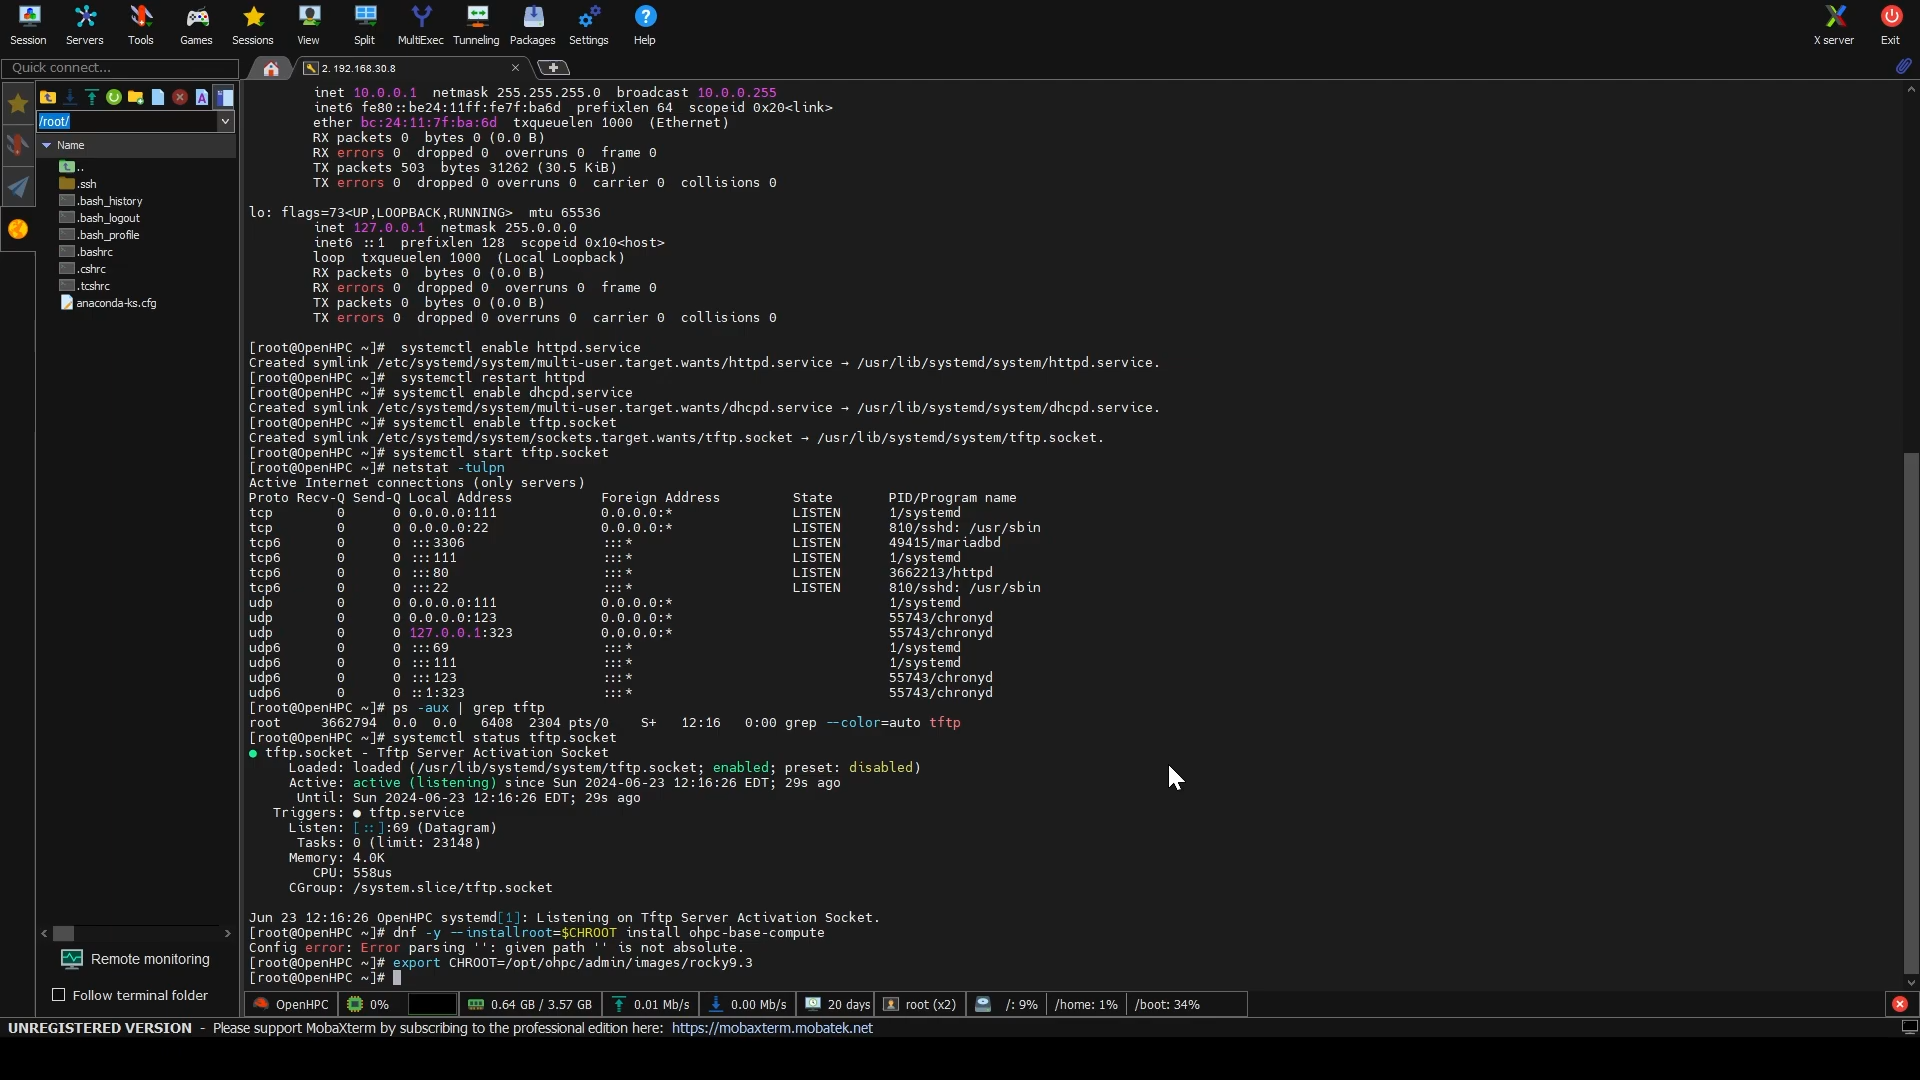 Session Servers Tools Games Sessions View Split MultiExec Tunneling Packages Settings Help X server Exit
Quick connect...
2. 192.168.30.8
/root/
Name
..
.ssh
.bash_history
.bash_logout
.bash_profile
.bashrc
.cshrc
.tcshrc
anaconda-ks.cfg
Remote monitoring
Follow terminal folder
inet 10.0.0.1 netmask 255.255.255.0 broadcast 10.0.0.255
inet6 fe80::be24:11ff:fe7f:ba6d prefixlen 64 scopeid 0x20<link>
ether bc:24:11:7f:ba:6d txqueuelen 1000 (Ethernet)
RX packets 0 bytes 0 (0.0 B)
RX errors 0 dropped 0 overruns 0 frame 0
TX packets 503 bytes 31262 (30.5 KiB)
TX errors 0 dropped 0 overruns 0 carrier 0 collisions 0
lo: flags=73<UP,LOOPBACK,RUNNING> mtu 65536
inet 127.0.0.1 netmask 255.0.0.0
inet6 ::1 prefixlen 128 scopeid 0x10<host>
loop txqueuelen 1000 (Local Loopback)
RX packets 0 bytes 0 (0.0 B)
RX errors 0 dropped 0 overruns 0 frame 0
TX packets 0 bytes 0 (0.0 B)
TX errors 0 dropped 0 overruns 0 carrier 0 collisions 0
[root@OpenHPC ~]# systemctl enable httpd.service
Created symlink /etc/systemd/system/multi-user.target.wants/httpd.service → /usr/lib/systemd/system/httpd.service.
[root@OpenHPC ~]# systemctl restart httpd
[root@OpenHPC ~]# systemctl enable dhcpd.service
Created symlink /etc/systemd/system/multi-user.target.wants/dhcpd.service → /usr/lib/systemd/system/dhcpd.service.
[root@OpenHPC ~]# systemctl enable tftp.socket
Created symlink /etc/systemd/system/sockets.target.wants/tftp.socket → /usr/lib/systemd/system/tftp.socket.
[root@OpenHPC ~]# systemctl start tftp.socket
[root@OpenHPC ~]# netstat -tulpn
Active Internet connections (only servers)
Proto Recv-Q Send-Q Local Address Foreign Address State PID/Program name
tcp 0 0 0.0.0.0:111 0.0.0.0:* LISTEN 1/systemd
tcp 0 0 0.0.0.0:22 0.0.0.0:* LISTEN 810/sshd: /usr/sbin
tcp6 0 0 :::3306 :::* LISTEN 49415/mariadbd
tcp6 0 0 :::111 :::* LISTEN 1/systemd
tcp6 0 0 :::80 :::* LISTEN 3662213/httpd
tcp6 0 0 :::22 :::* LISTEN 810/sshd: /usr/sbin
udp 0 0 0.0.0.0:111 0.0.0.0:* 1/systemd
udp 0 0 0.0.0.0:123 0.0.0.0:* 55743/chronyd
udp 0 0 127.0.0.1:323 0.0.0.0:* 55743/chronyd
udp6 0 0 :::69 :::* 1/systemd
udp6 0 0 :::111 :::* 1/systemd
udp6 0 0 :::123 :::* 55743/chronyd
udp6 0 0 ::1:323 :::* 55743/chronyd
[root@OpenHPC ~]# ps -aux | grep tftp
root 3662794 0.0 0.0 6408 2304 pts/0 S+ 12:16 0:00 grep --color=auto tftp
[root@OpenHPC ~]# systemctl status tftp.socket
● tftp.socket - Tftp Server Activation Socket
Loaded: loaded (/usr/lib/systemd/system/tftp.socket; enabled; preset: disabled)
Active: active (listening) since Sun 2024-06-23 12:16:26 EDT; 29s ago
Until: Sun 2024-06-23 12:16:26 EDT; 29s ago
Triggers: ● tftp.service
Listen: [::]:69 (Datagram)
Tasks: 0 (limit: 23148)
Memory: 4.0K
CPU: 558us
CGroup: /system.slice/tftp.socket
Jun 23 12:16:26 OpenHPC systemd[1]: Listening on Tftp Server Activation Socket.
[root@OpenHPC ~]# dnf -y --installroot=$CHROOT install ohpc-base-compute
Config error: Error parsing '': given path '' is not absolute.
[root@OpenHPC ~]# export CHROOT=/opt/ohpc/admin/images/rocky9.3
[root@OpenHPC ~]#
OpenHPC 0% 0.64 GB / 3.57 GB 0.01 Mb/s 0.00 Mb/s 20 days root (x2) /: 9% /home: 1% /boot: 34%
UNREGISTERED VERSION - Please support MobaXterm by subscribing to the professional edition here: https://mobaxterm.mobatek.net